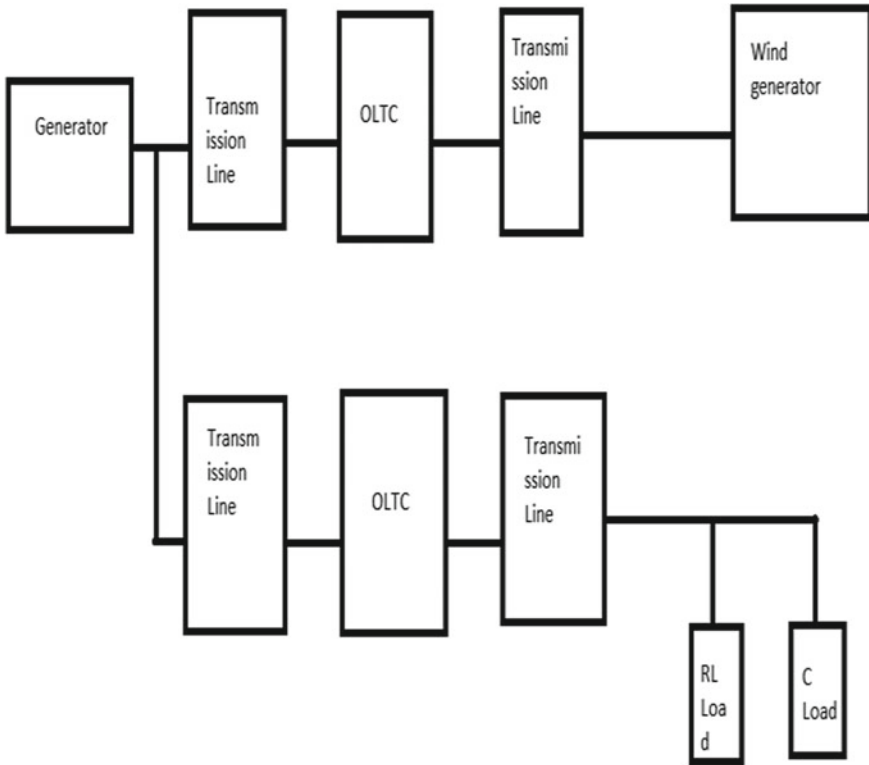 Generator
Transm
ission
Line
OLTC
Transmi
ssion
Line
Wind
generator
Transm
ission
Line
OLTC
Transmi
ssion
Line
RL
Loa
d
C
Load